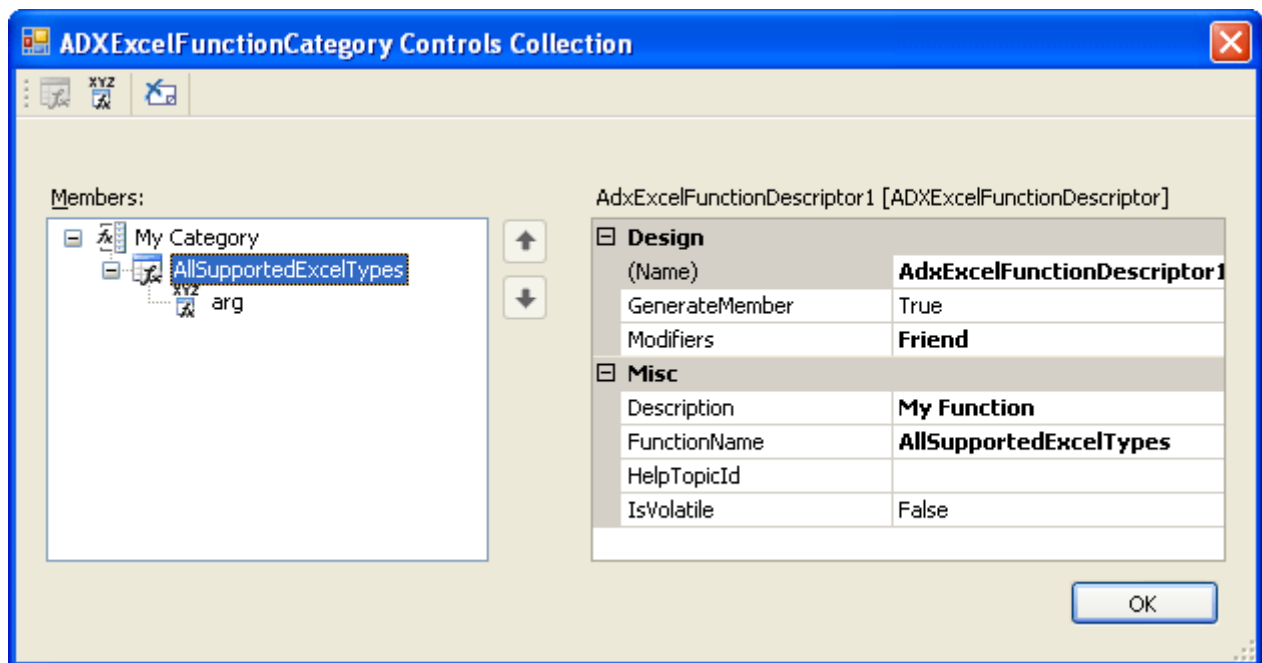 ADXExcelFunctionCategory Controls Collection
XYZ
Members:
My Category
AllSupportedExcelTypes
XYZ
arg
AdxExcelFunctionDescriptor1 [ADXExcelFunctionDescriptor]
Design
(Name) AdxExcelFunctionDescriptor1
GenerateMember True
Modifiers Friend
Misc
Description My Function
FunctionName AllSupportedExcelTypes
HelpTopicId
IsVolatile False
OK